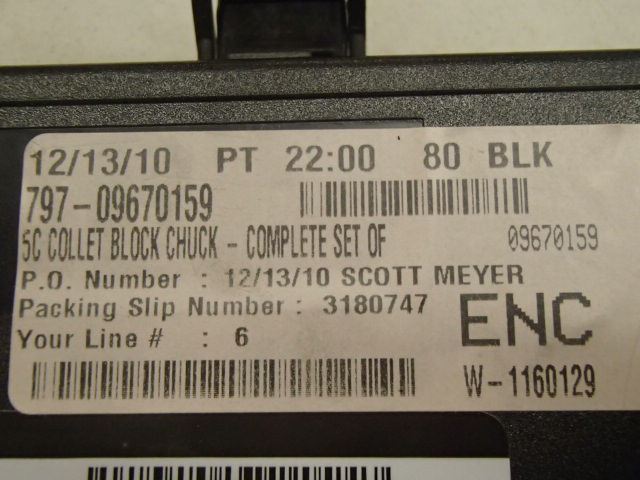 12/13/10 PT 22:00 80 BLK
797-09670159
5C COLLET BLOCK CHUCK - COMPLETE SET OF 09670159
P.O. Number : 12/13/10 SCOTT MEYER
Packing Slip Number : 3180747
Your Line # : 6
ENC
W-1160129